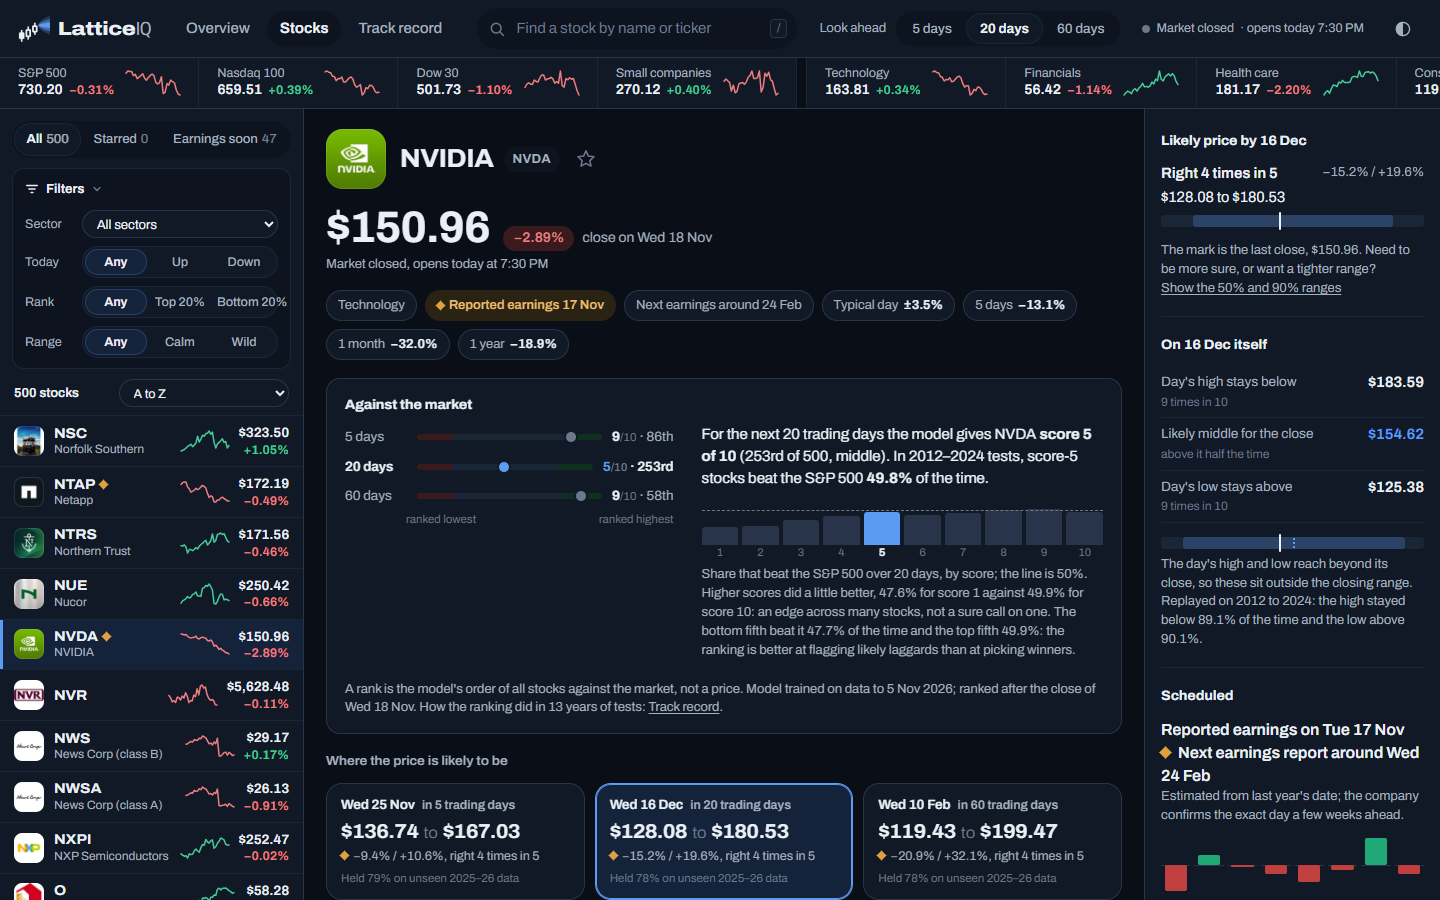 LatticeIQ
Overview
Stocks
Track record
Find a stock by name or ticker
/
Look ahead
5 days
20 days
60 days
Market closed · opens today 7:30 PM
S&P 500
730.20 −0.31%
Nasdaq 100
659.51 +0.39%
Dow 30
501.73 −1.10%
Small companies
270.12 +0.40%
Technology
163.81 +0.34%
Financials
56.42 −1.14%
Health care
181.17 −2.20%
Cons
119
All 500
Starred 0
Earnings soon 47
Filters
Sector
All sectors
Today
Any
Up
Down
Rank
Any
Top 20%
Bottom 20%
Range
Any
Calm
Wild
500 stocks
A to Z
NSC
Norfolk Southern
$323.50
+1.05%
NTAP
Netapp
$172.19
−0.49%
NTRS
Northern Trust
$171.56
−0.46%
NUE
Nucor
$250.42
−0.66%
NVDA
NVIDIA
$150.96
−2.89%
NVR
NVR
$5,628.48
−0.11%
NWS
News Corp (class B)
$29.17
+0.17%
NWSA
News Corp (class A)
$26.13
−0.91%
NXP
NXPI
NXP Semiconductors
$252.47
−0.02%
O
$58.28
NVIDIA
NVIDIA
NVDA
$150.96
−2.89%
close on Wed 18 Nov
Market closed, opens today at 7:30 PM
Technology
Reported earnings 17 Nov
Next earnings around 24 Feb
Typical day ±3.5%
5 days −13.1%
1 month −32.0%
1 year −18.9%
Against the market
5 days
9/10 · 86th
20 days
5/10 · 253rd
60 days
9/10 · 58th
ranked lowest
ranked highest
For the next 20 trading days the model gives NVDA score 5
of 10 (253rd of 500, middle). In 2012–2024 tests, score-5
stocks beat the S&P 500 49.8% of the time.
1
2
3
4
5
6
7
8
9
10
Share that beat the S&P 500 over 20 days, by score; the line is 50%.
Higher scores did a little better, 47.6% for score 1 against 49.9% for
score 10: an edge across many stocks, not a sure call on one. The
bottom fifth beat it 47.7% of the time and the top fifth 49.9%: the
ranking is better at flagging likely laggards than at picking winners.
A rank is the model's order of all stocks against the market, not a price. Model trained on data to 5 Nov 2026; ranked after the close of
Wed 18 Nov. How the ranking did in 13 years of tests: Track record.
Where the price is likely to be
Wed 25 Nov in 5 trading days
$136.74 to $167.03
−9.4% / +10.6%, right 4 times in 5
Held 79% on unseen 2025–26 data
Wed 16 Dec in 20 trading days
$128.08 to $180.53
−15.2% / +19.6%, right 4 times in 5
Held 78% on unseen 2025–26 data
Wed 10 Feb in 60 trading days
$119.43 to $199.47
−20.9% / +32.1%, right 4 times in 5
Held 78% on unseen 2025–26 data
Likely price by 16 Dec
Right 4 times in 5
−15.2% / +19.6%
$128.08 to $180.53
The mark is the last close, $150.96. Need to
be more sure, or want a tighter range?
Show the 50% and 90% ranges
On 16 Dec itself
Day's high stays below
$183.59
9 times in 10
Likely middle for the close
$154.62
above it half the time
Day's low stays above
$125.38
9 times in 10
The day's high and low reach beyond its
close, so these sit outside the closing range.
Replayed on 2012 to 2024: the high stayed
below 89.1% of the time and the low above
90.1%.
Scheduled
Reported earnings on Tue 17 Nov
Next earnings report around Wed
24 Feb
Estimated from last year's date; the company
confirms the exact day a few weeks ahead.